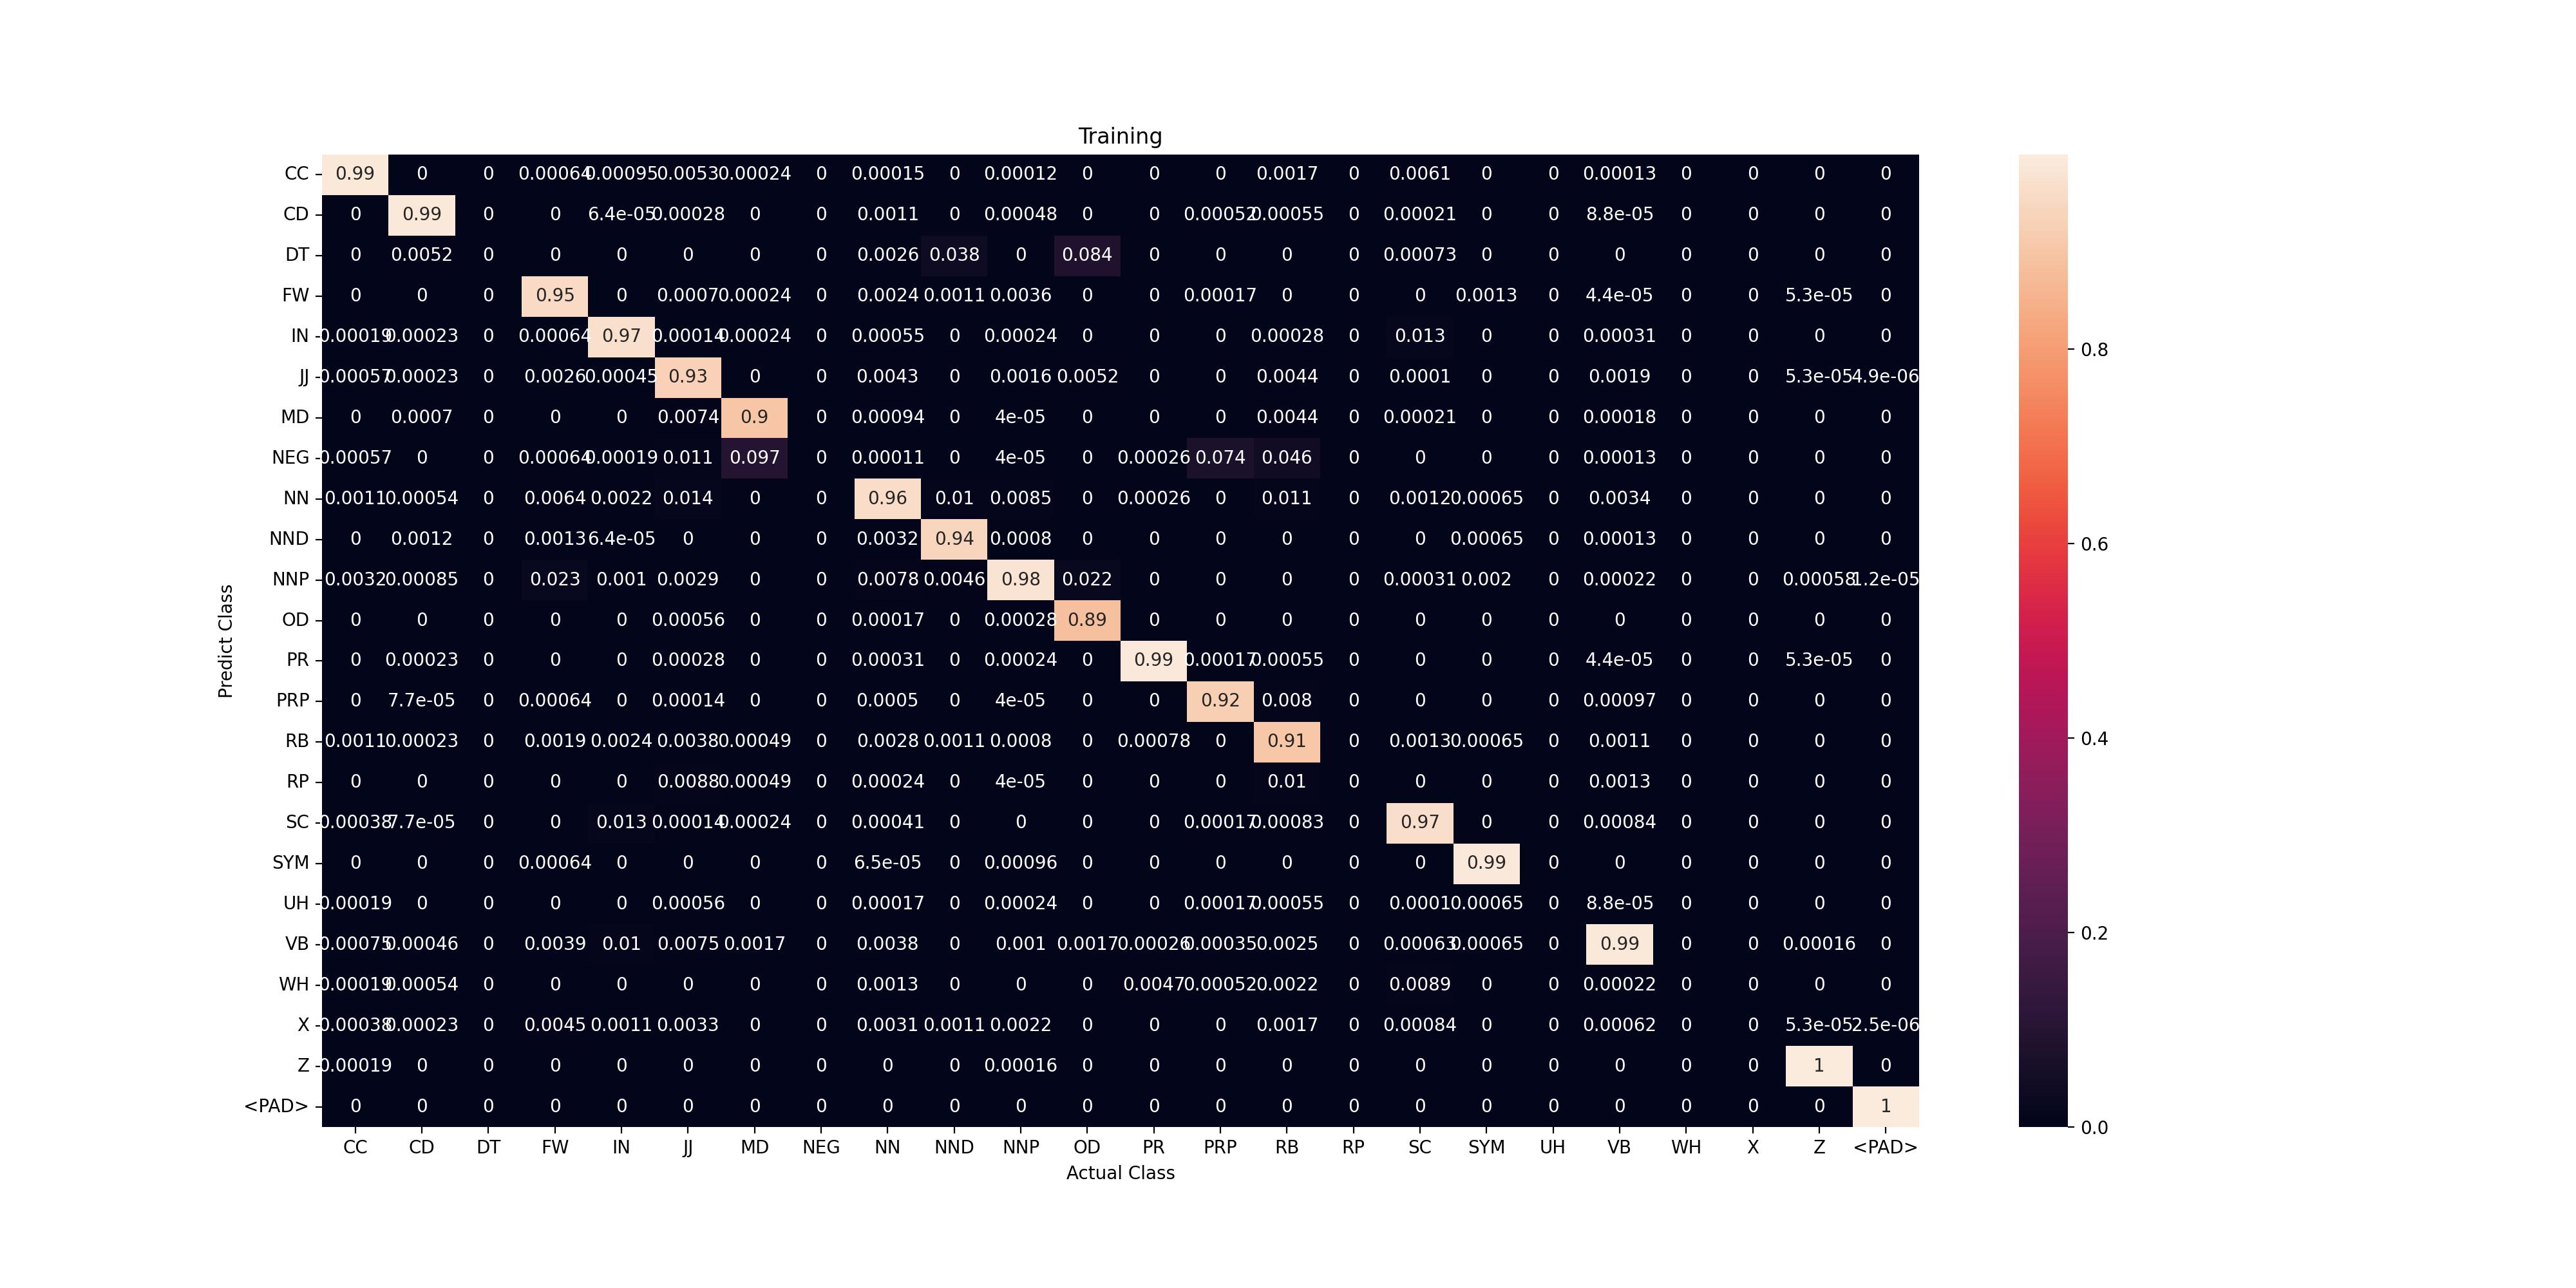 Training
CC 0.99 0 0 0.00064 0.00095 0.0053 0.00024 0 0.00015 0 0.00012 0 0 0 0.0017 0 0.0061 0 0 0.00013 0 0 0 0
CD 0 0.99 0 0 6.4e-05 0.00028 0 0 0.0011 0 0.00048 0 0 0.00052 0.00055 0 0.00021 0 0 8.8e-05 0 0 0 0
DT 0 0.0052 0 0 0 0 0 0 0.0026 0.038 0 0.084 0 0 0 0 0.00073 0 0 0 0 0 0 0
FW 0 0 0 0.95 0 0.0007 0.00024 0 0.0024 0.0011 0.0036 0 0 0.00017 0 0 0 0.0013 0 4.4e-05 0 0 5.3e-05 0
IN 0.00019 0.00023 0 0.00064 0.97 0.00014 0.00024 0 0.00055 0 0.00024 0 0 0 0.00028 0 0.013 0 0 0.00031 0 0 0 0
JJ 0.00057 0.00023 0 0.0026 0.00045 0.93 0 0 0.0043 0 0.0016 0.0052 0 0 0.0044 0 0.0001 0 0 0.0019 0 0 5.3e-05 4.9e-06
MD 0 0.0007 0 0 0 0.0074 0.9 0 0.00094 0 4e-05 0 0 0 0.0044 0 0.00021 0 0 0.00018 0 0 0 0
NEG 0.00057 0 0 0.00064 0.00019 0.011 0.097 0 0.00011 0 4e-05 0 0.00026 0.074 0.046 0 0 0 0 0.00013 0 0 0 0
NN 0.0011 0.00054 0 0.0064 0.0022 0.014 0 0 0.96 0.01 0.0085 0 0.00026 0 0.011 0 0.0012 0.00065 0 0.0034 0 0 0 0
NND 0 0.0012 0 0.0013 6.4e-05 0 0 0 0.0032 0.94 0.0008 0 0 0 0 0 0 0.00065 0 0.00013 0 0 0 0
NNP 0.0032 0.00085 0 0.023 0.001 0.0029 0 0 0.0078 0.0046 0.98 0.022 0 0 0 0 0.00031 0.002 0 0.00022 0 0 0.00058 1.2e-05
OD 0 0 0 0 0 0.00056 0 0 0.00017 0 0.00028 0.89 0 0 0 0 0 0 0 0 0 0 0 0
PR 0 0.00023 0 0 0 0.00028 0 0 0.00031 0 0.00024 0 0.99 0.00017 0.00055 0 0 0 0 4.4e-05 0 0 5.3e-05 0
PRP 0 7.7e-05 0 0.00064 0 0.00014 0 0 0.0005 0 4e-05 0 0 0.92 0.008 0 0 0 0 0.00097 0 0 0 0
RB 0.0011 0.00023 0 0.0019 0.0024 0.0038 0.00049 0 0.0028 0.0011 0.0008 0 0.00078 0 0.91 0 0.0013 0.00065 0 0.0011 0 0 0 0
RP 0 0 0 0 0 0.0088 0.00049 0 0.00024 0 4e-05 0 0 0 0.01 0 0 0 0 0.0013 0 0 0 0
SC 0.00038 7.7e-05 0 0 0.013 0.00014 0.00024 0 0.00041 0 0 0 0 0.00017 0.00083 0 0.97 0 0 0.00084 0 0 0 0
SYM 0 0 0 0.00064 0 0 0 0 6.5e-05 0 0.00096 0 0 0 0 0 0 0.99 0 0 0 0 0 0
UH 0.00019 0 0 0 0 0.00056 0 0 0.00017 0 0.00024 0 0 0.00017 0.00055 0 0.0001 0.00065 0 8.8e-05 0 0 0 0
VB 0.00075 0.00046 0 0.0039 0.01 0.0075 0.0017 0 0.0038 0 0.001 0.0017 0.00026 0.00035 0.0025 0 0.00063 0.00065 0 0.99 0 0 0.00016 0
WH 0.00019 0.00054 0 0 0 0 0 0 0.0013 0 0 0 0.0047 0.00052 0.0022 0 0.0089 0 0 0.00022 0 0 0 0
X 0.00038 0.00023 0 0.0045 0.0011 0.0033 0 0 0.0031 0.0011 0.0022 0 0 0 0.0017 0 0.00084 0 0 0.00062 0 0 5.3e-05 2.5e-06
Z 0.00019 0 0 0 0 0 0 0 0 0 0.00016 0 0 0 0 0 0 0 0 0 0 0 1 0
<PAD> 0 0 0 0 0 0 0 0 0 0 0 0 0 0 0 0 0 0 0 0 0 0 0 1
CC CD DT FW IN JJ MD NEG NN NND NNP OD PR PRP RB RP SC SYM UH VB WH X Z <PAD>
Actual Class
Predict Class
0.8
0.6
0.4
0.2
0.0